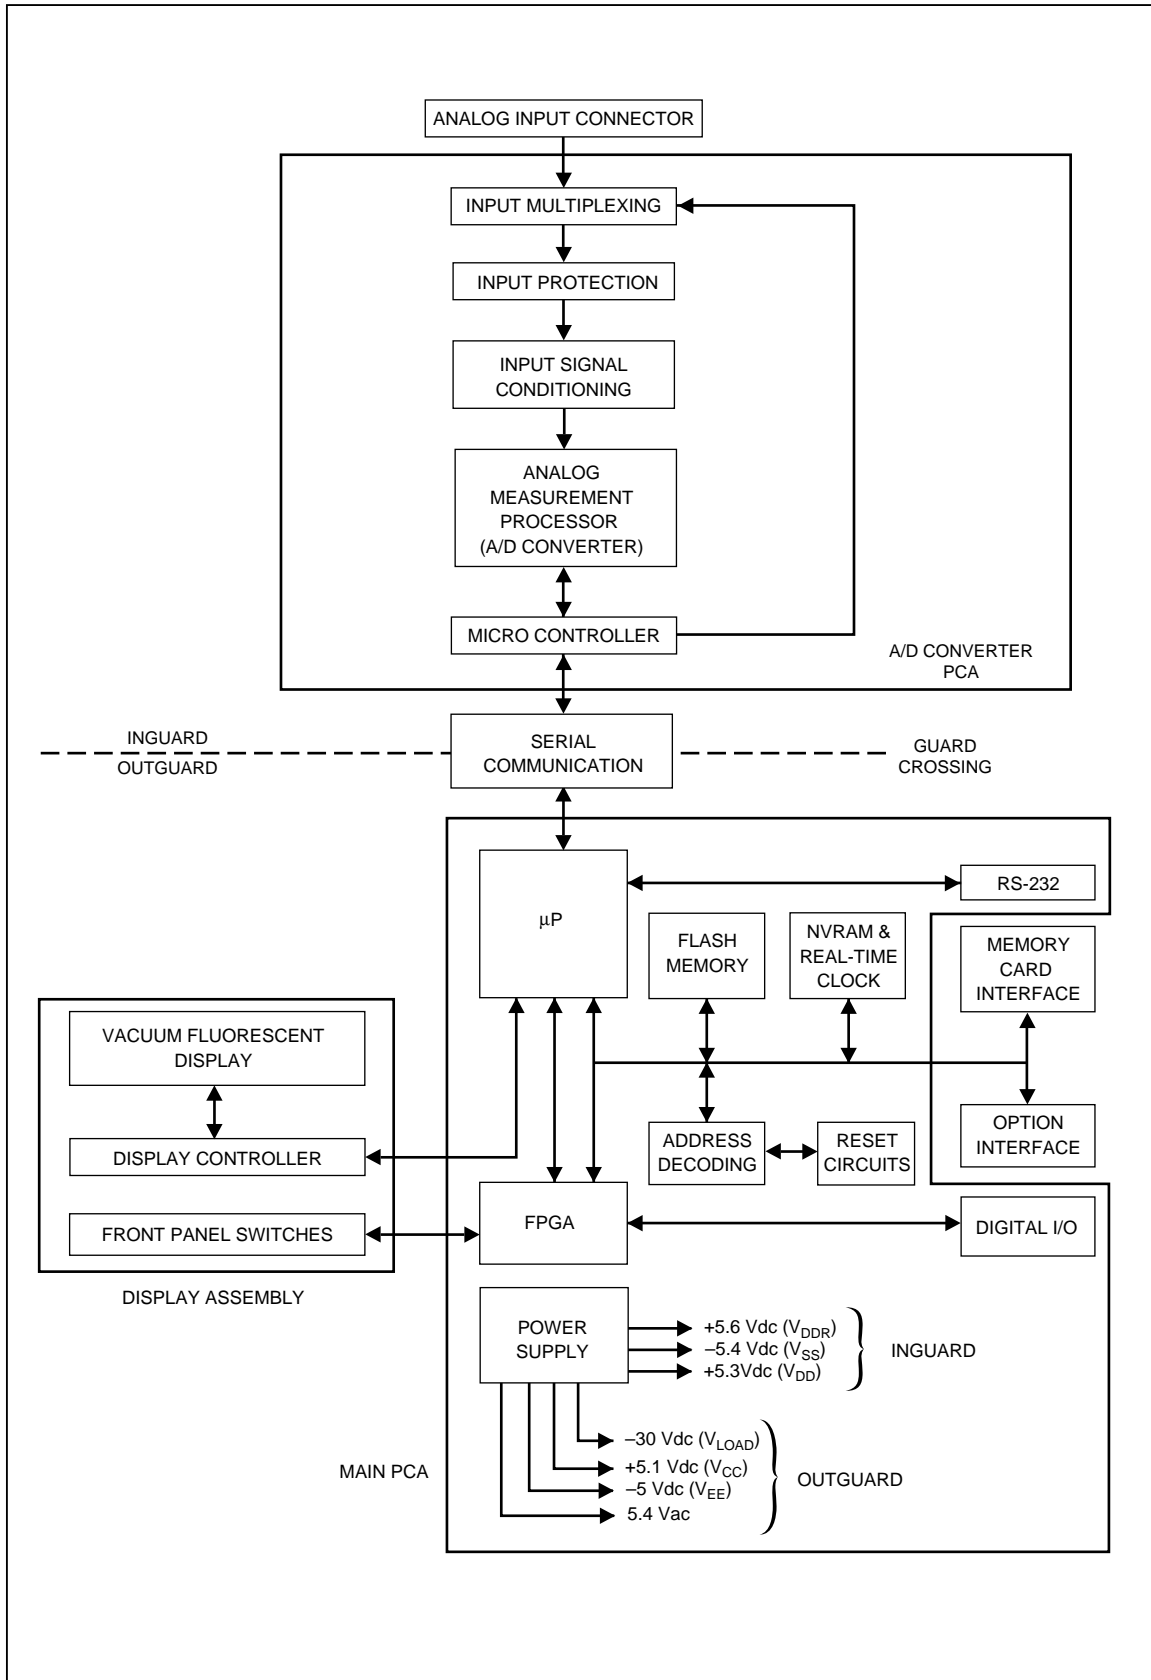 ANALOG INPUT CONNECTOR
INPUT MULTIPLEXING
INPUT PROTECTION
INPUT SIGNAL
CONDITIONING
ANALOG
MEASUREMENT
PROCESSOR
(A/D CONVERTER)
MICRO CONTROLLER
A/D CONVERTER
PCA
INGUARD
OUTGUARD
SERIAL
COMMUNICATION
GUARD
CROSSING
μP
RS-232
FLASH
MEMORY
NVRAM &
REAL-TIME
CLOCK
MEMORY
CARD
INTERFACE
VACUUM FLUORESCENT
DISPLAY
DISPLAY CONTROLLER
FRONT PANEL SWITCHES
DISPLAY ASSEMBLY
ADDRESS
DECODING
RESET
CIRCUITS
OPTION
INTERFACE
FPGA
DIGITAL I/O
POWER
SUPPLY
+5.6 Vdc (VDDR)
–5.4 Vdc (VSS)
+5.3Vdc (VDD)
INGUARD
–30 Vdc (VLOAD)
+5.1 Vdc (VCC)
–5 Vdc (VEE)
5.4 Vac
OUTGUARD
MAIN PCA